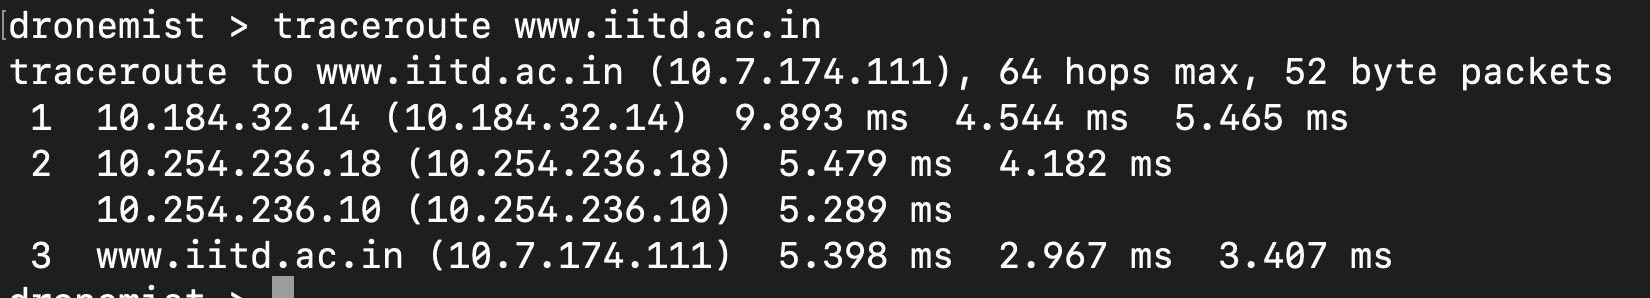 [dronemist > traceroute www.iitd.ac.in
traceroute to www.iitd.ac.in (10.7.174.111), 64 hops max, 52 byte packets
 1  10.184.32.14 (10.184.32.14)  9.893 ms  4.544 ms  5.465 ms
 2  10.254.236.18 (10.254.236.18)  5.479 ms  4.182 ms
    10.254.236.10 (10.254.236.10)  5.289 ms
 3  www.iitd.ac.in (10.7.174.111)  5.398 ms  2.967 ms  3.407 ms
dronemist >